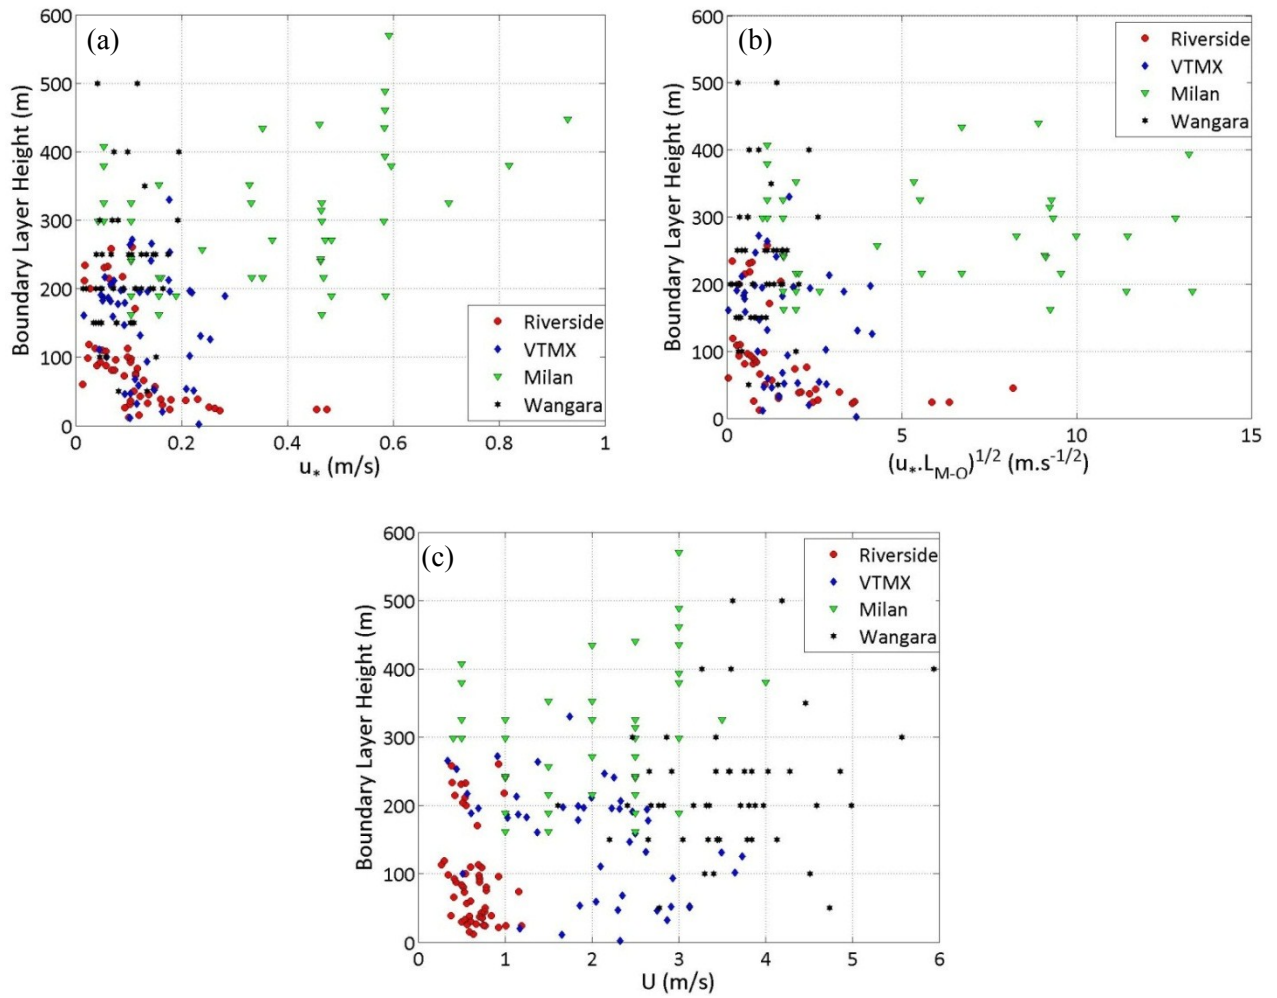 (a)
Boundary Layer Height (m)
600
500
400
300
200
100
0
0 0.2 0.4 0.6 0.8 1
u* (m/s)
Riverside
VTMX
Milan
Wangara
(b)
Boundary Layer Height (m)
600
500
400
300
200
100
0
0 5 10 15
(u*.L_M-O)^1/2 (m.s^-1/2)
Riverside
VTMX
Milan
Wangara
(c)
Boundary Layer Height (m)
600
500
400
300
200
100
0
0 1 2 3 4 5 6
U (m/s)
Riverside
VTMX
Milan
Wangara